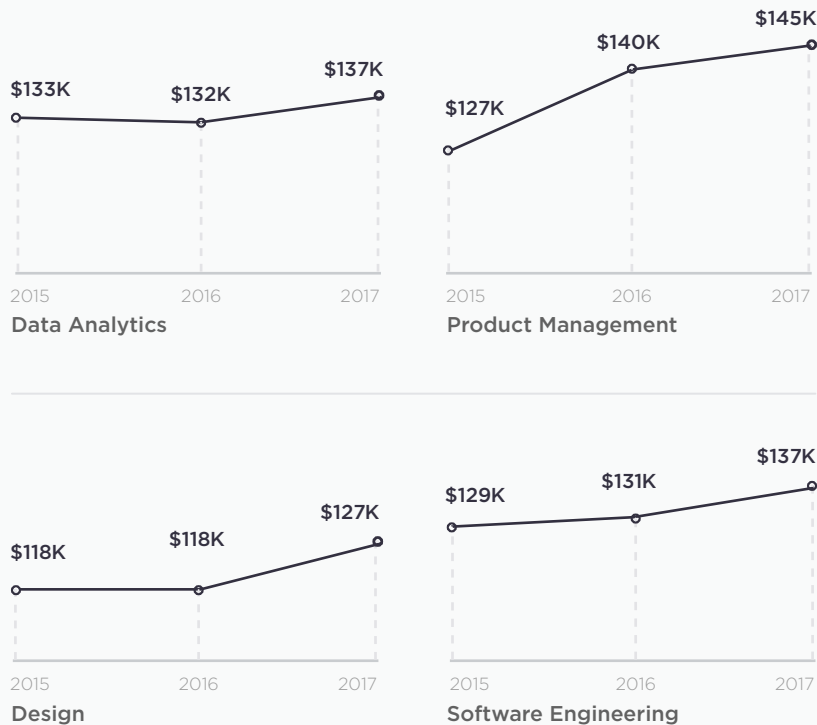 $133K
$132K
$137K
2015 2016 2017
Data Analytics
$127K
$140K
$145K
2015 2016 2017
Product Management
$118K
$118K
$127K
2015 2016 2017
Design
$129K
$131K
$137K
2015 2016 2017
Software Engineering